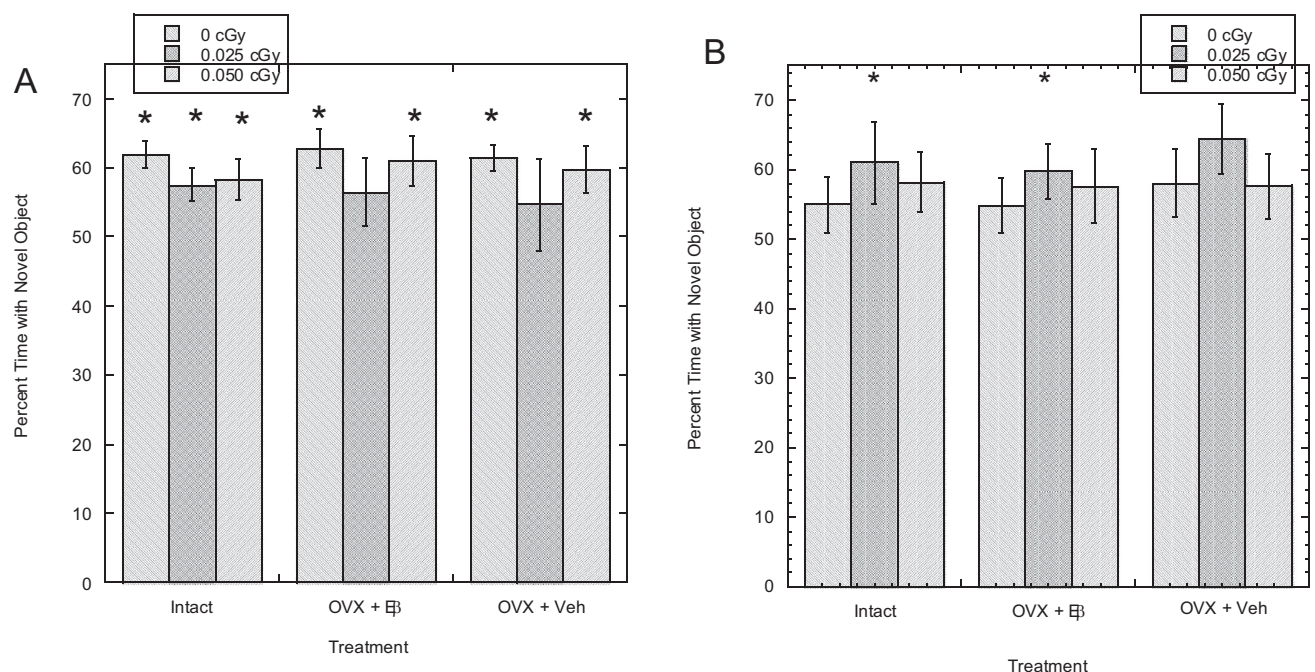 0 cGy
0.025 cGy
0.050 cGy
A
70
60
50
40
30
20
10
0
* * * * * * *
Percent Time with Novel Object
Intact OVX + Eβ OVX + Veh
Treatment
0 cGy
0.025 cGy
0.050 cGy
B
70
60
50
40
30
20
10
0
* *
Percent Time with Novel Object
Intact OVX + Eβ OVX + Veh
Treatment